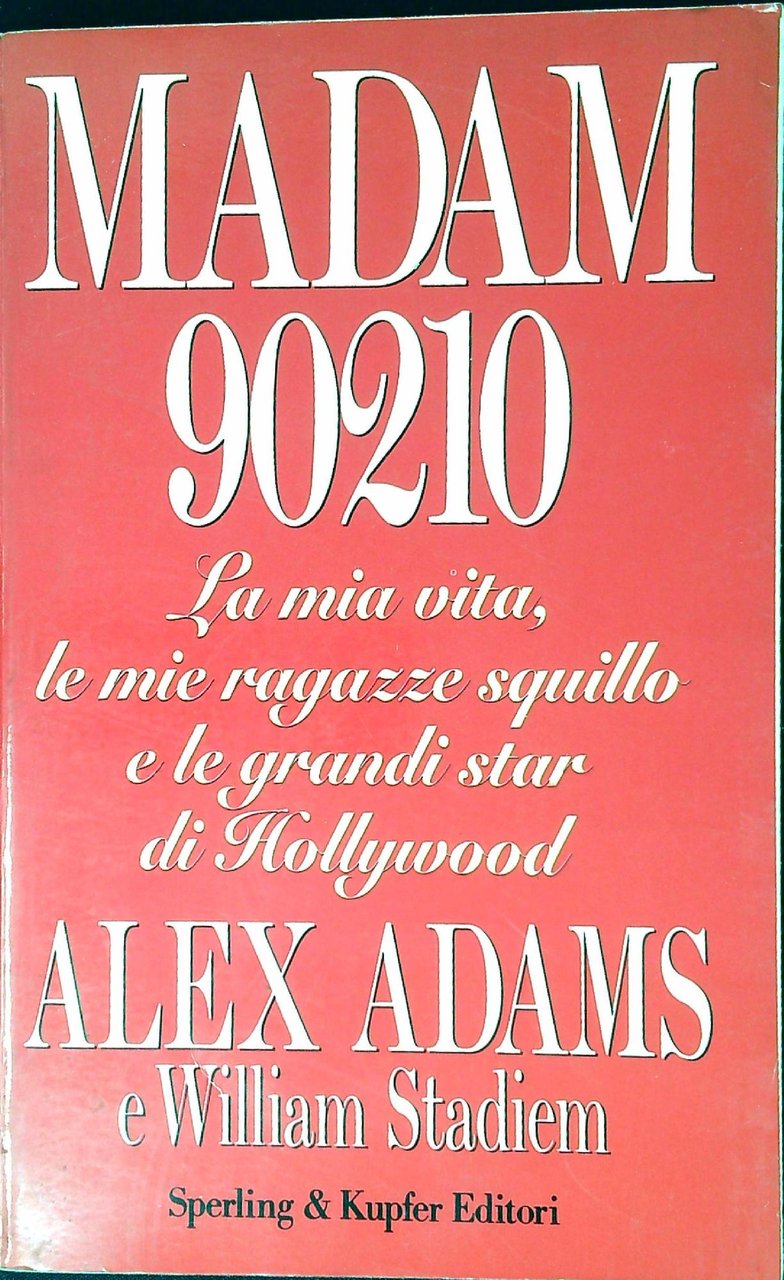 MADAM
90210
La mia vita,
le mie ragazze squillo
e le grandi star
di Hollywood
ALEX ADAMS
e William Stadiem
Sperling & Kupfer Editori